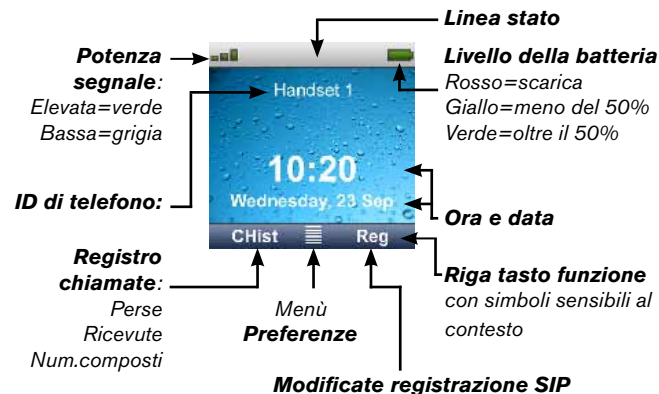 Linea stato
Potenza
segnale:
Elevata=verde
Bassa=grigia
Livello della batteria
Rosso=scarica
Giallo=meno del 50%
Verde=oltre il 50%
Handset 1
10:20
Wednesday, 23 Sep
ID di telefono:
Ora e data
CHist
Reg
Registro
chiamate:
Perse
Ricevute
Num.composti
Menù
Preferenze
Riga tasto funzione
con simboli sensibili al
contesto
Modificate registrazione SIP